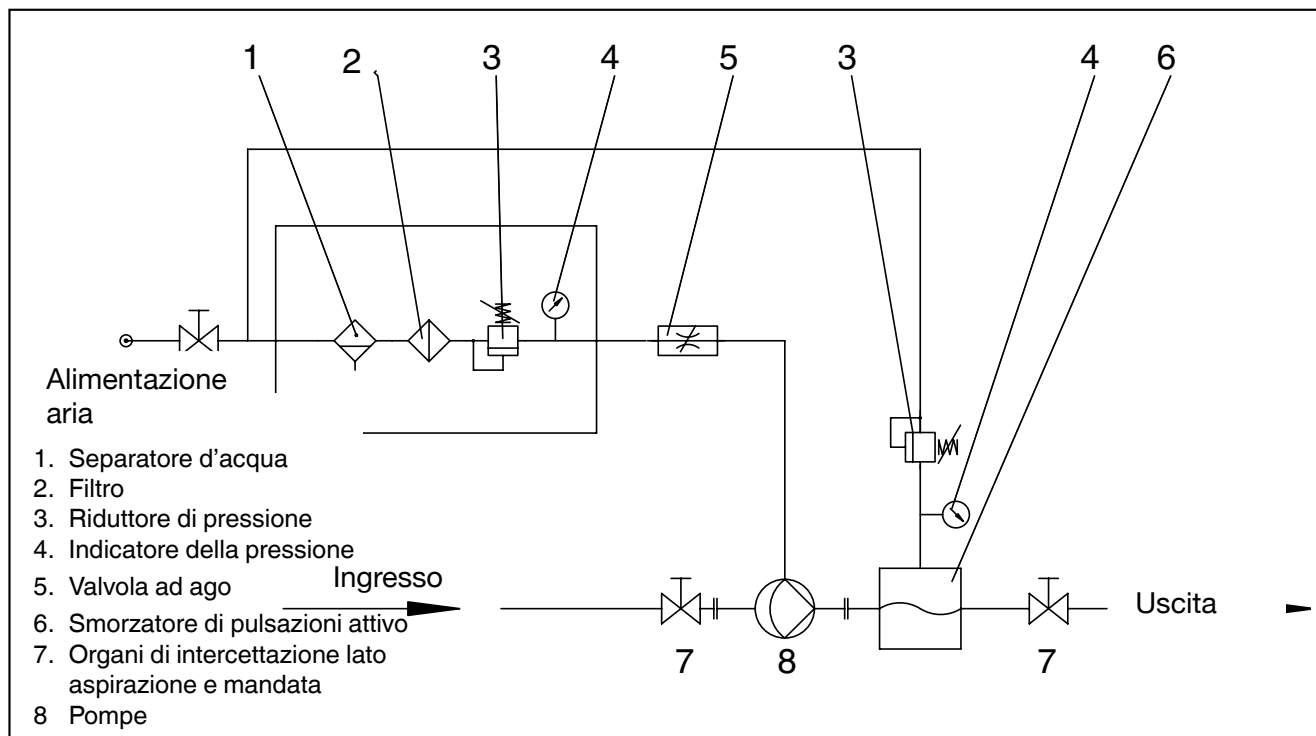 1 2 3 4 5 3 4 6
Alimentazione
aria
1. Separatore d'acqua
2. Filtro
3. Riduttore di pressione
4. Indicatore della pressione
5. Valvola ad ago
6. Smorzatore di pulsazioni attivo
7. Organi di intercettazione lato
aspirazione e mandata
8 Pompe
Ingresso
Uscita
7 8 7